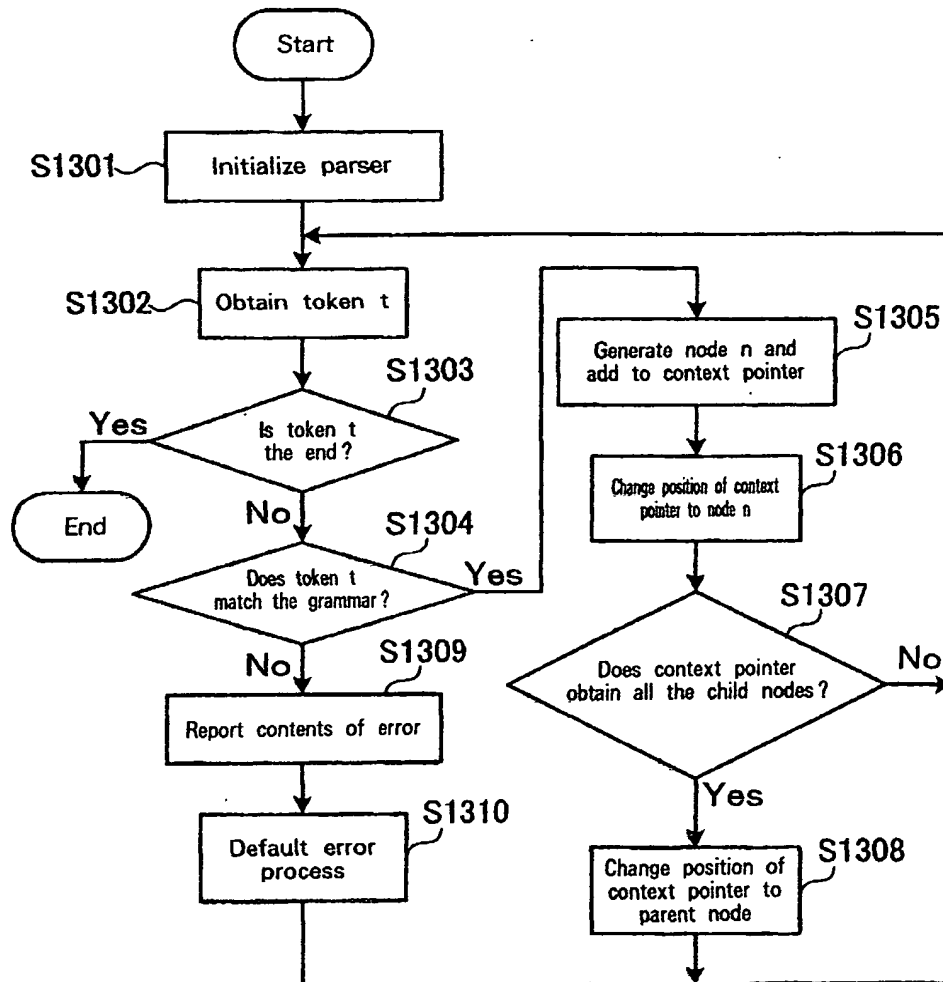 Start
S1301
Initialize parser
S1302
Obtain token t
S1303
Yes
Is token t
the end?
End
No
S1304
Does token t
match the grammar?
Yes
No
S1309
Report contents of error
S1310
Default error
process
S1305
Generate node n and
add to context pointer
S1306
Change position of context
pointer to node n
S1307
Does context pointer
obtain all the child nodes?
No
Yes
S1308
Change position of
context pointer to
parent node